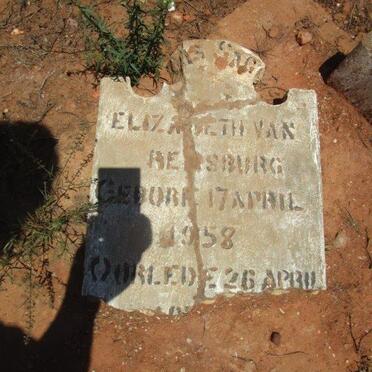 ELIZABETH VAN
RENSBURG
GEBORE 17 APRIL
1958
OORLEDE 26 APRIL